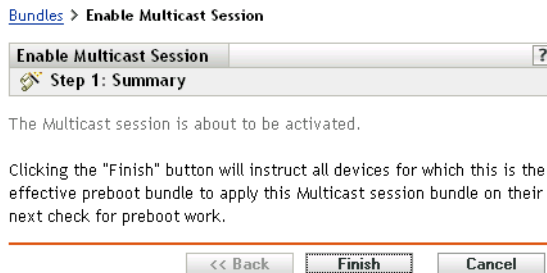 Bundles > Enable Multicast Session
Enable Multicast Session ?
Step 1: Summary
The Multicast session is about to be activated.
Clicking the "Finish" button will instruct all devices for which this is the
effective preboot bundle to apply this Multicast session bundle on their
next check for preboot work.
<< Back Finish Cancel